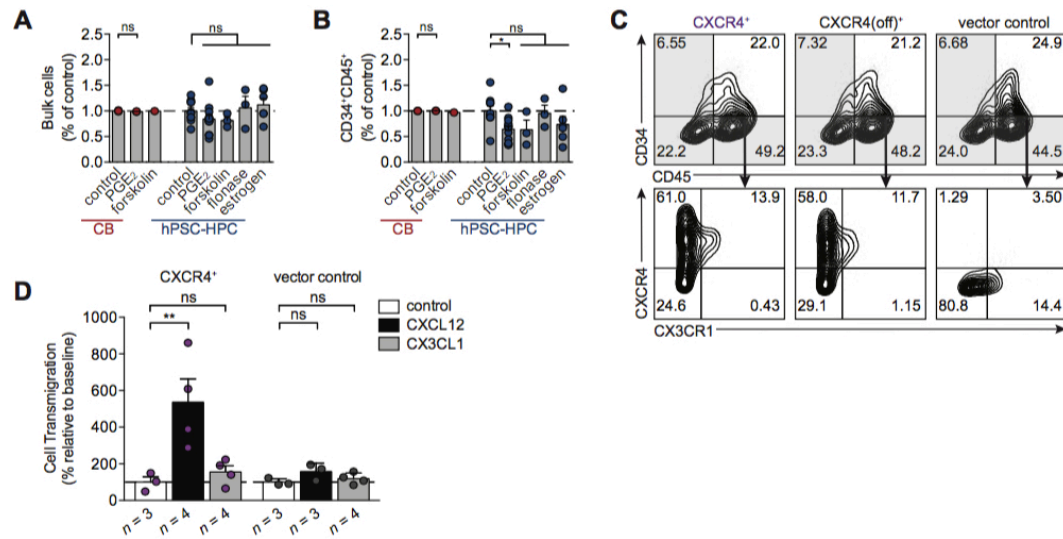 A
ns
ns
2.5
2.0
1.5
1.0
0.5
0.0
Bulk cells
(% of control)
control
PGE₂
forskolin
control
PGE₂
forskolin
flonase
estrogen
CB
hPSC-HPC
B
ns
ns
*
2.5
2.0
1.5
1.0
0.5
0.0
CD34⁺CD45⁺
(% of control)
control
PGE₂
forskolin
control
PGE₂
forskolin
flonase
estrogen
CB
hPSC-HPC
C
CXCR4⁺
CXCR4(off)⁺
vector control
6.55
22.0
7.32
21.2
6.68
24.9
CD34
22.2
49.2
23.3
48.2
24.0
44.5
CD45
61.0
13.9
58.0
11.7
1.29
3.50
CXCR4
24.6
0.43
29.1
1.15
80.8
14.4
CX3CR1
D
CXCR4⁺
vector control
ns
**
ns
ns
control
CXCL12
CX3CL1
1000
800
600
400
200
0
Cell Transmigration
(% relative to baseline)
n = 3
n = 4
n = 4
n = 3
n = 3
n = 4